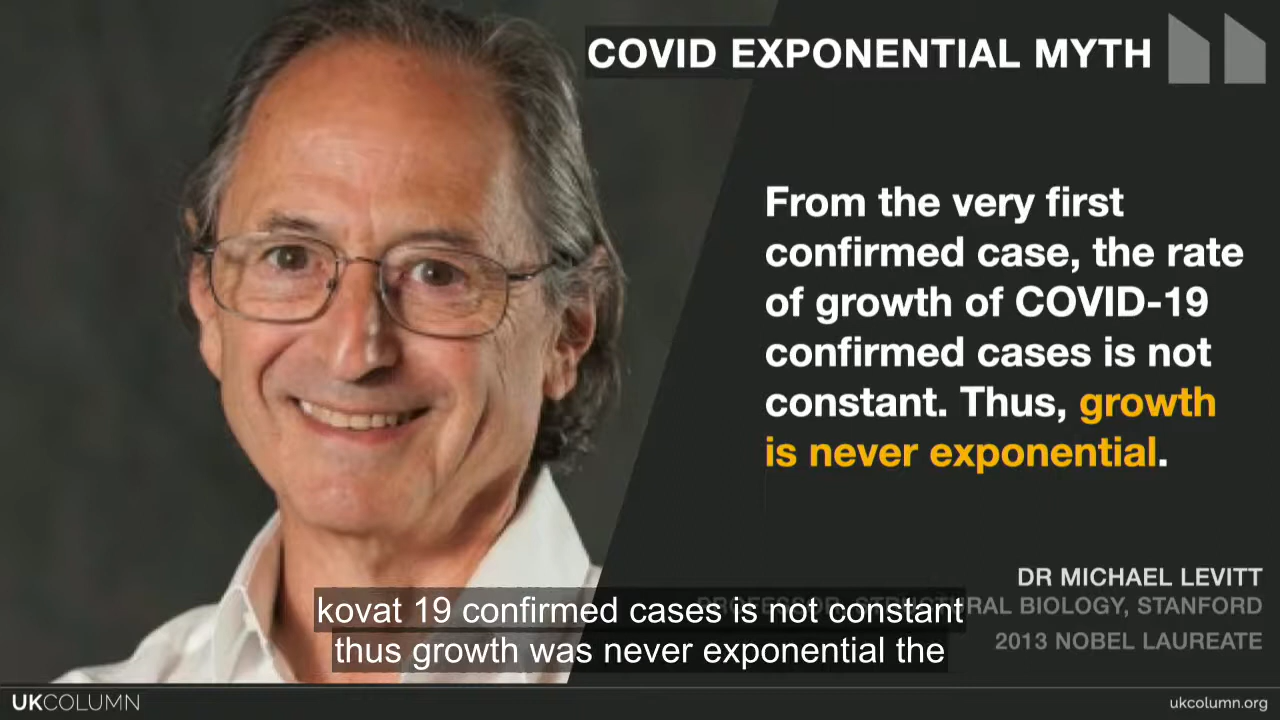 COVID EXPONENTIAL MYTH
From the very first
confirmed case, the rate
of growth of COVID-19
confirmed cases is not
constant. Thus, growth
is never exponential.
DR MICHAEL LEVITT
PROFESSOR, STRUCTURAL BIOLOGY, STANFORD
2013 NOBEL LAUREATE
kovat 19 confirmed cases is not constant
thus growth was never exponential the
UKCOLUMN
ukcolumn.org